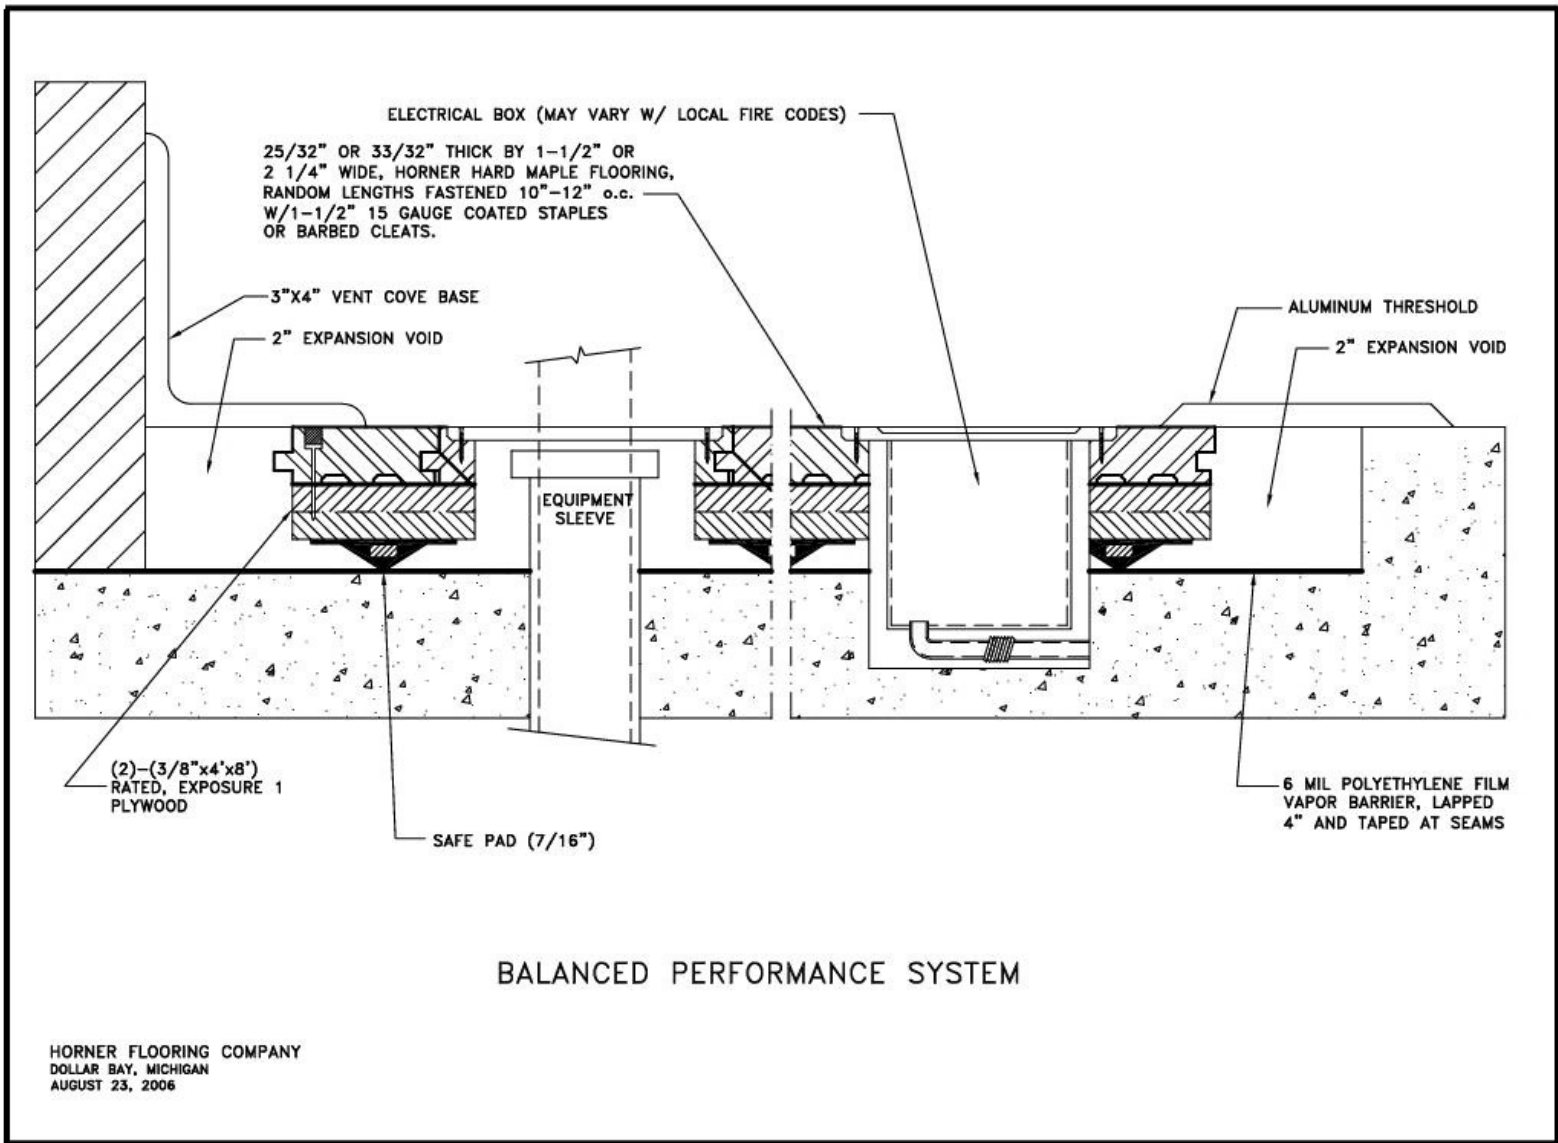 ELECTRICAL BOX (MAY VARY W/ LOCAL FIRE CODES)
25/32" OR 33/32" THICK BY 1-1/2" OR
2 1/4" WIDE, HORNER HARD MAPLE FLOORING,
RANDOM LENGTHS FASTENED 10"-12" o.c.
W/1-1/2" 15 GAUGE COATED STAPLES
OR BARBED CLEATS.
3"X4" VENT COVE BASE
2" EXPANSION VOID
ALUMINUM THRESHOLD
2" EXPANSION VOID
EQUIPMENT
SLEEVE
(2)-(3/8"x4'x8')
RATED, EXPOSURE 1
PLYWOOD
SAFE PAD (7/16")
6 MIL POLYETHYLENE FILM
VAPOR BARRIER, LAPPED
4" AND TAPED AT SEAMS
BALANCED PERFORMANCE SYSTEM
HORNER FLOORING COMPANY
DOLLAR BAY, MICHIGAN
AUGUST 23, 2006